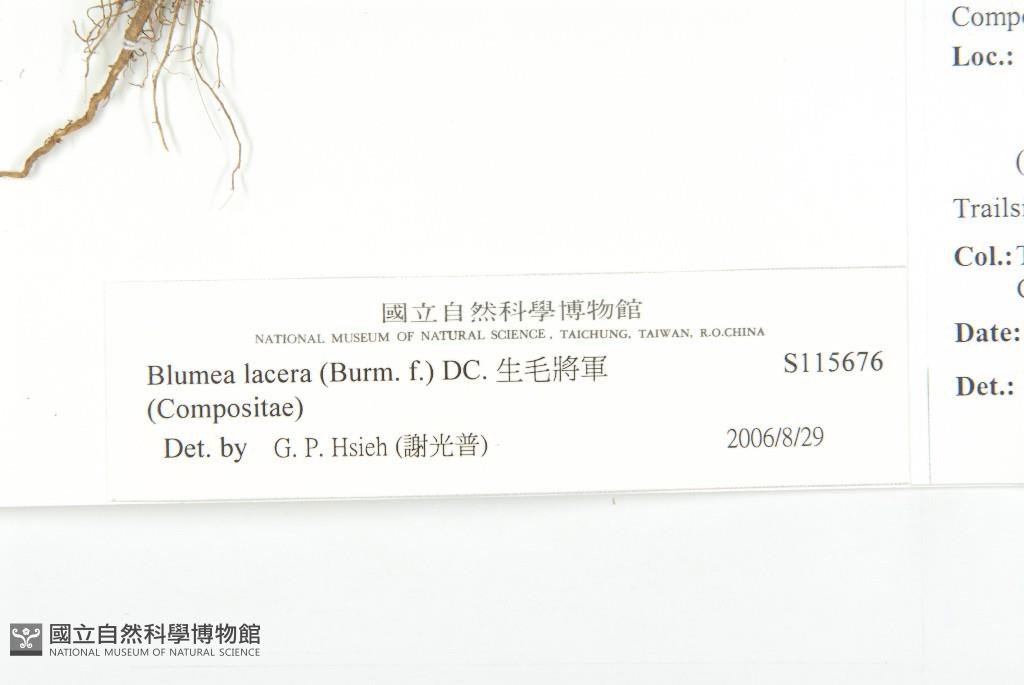 國立自然科學博物館
NATIONAL MUSEUM OF NATURAL SCIENCE, TAICHUNG, TAIWAN, R.O.CHINA
Blumea lacera (Burm. f.) DC. 生毛將軍 S115676
(Compositae)
Det. by G. P. Hsieh (謝光普) 2006/8/29
Loc.:
(
Col.:
Date:
Det.:
國立自然科學博物館
NATIONAL MUSEUM OF NATURAL SCIENCE